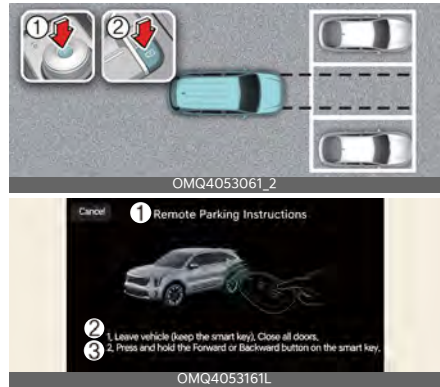 1 2
OMQ4053061_2
Cancel 1 Remote Parking Instructions
2 1, Leave vehicle (keep the smart key), Close all doors.
3 2, Press and hold the Forward or Backward button on the smart key.
OMQ4053161L